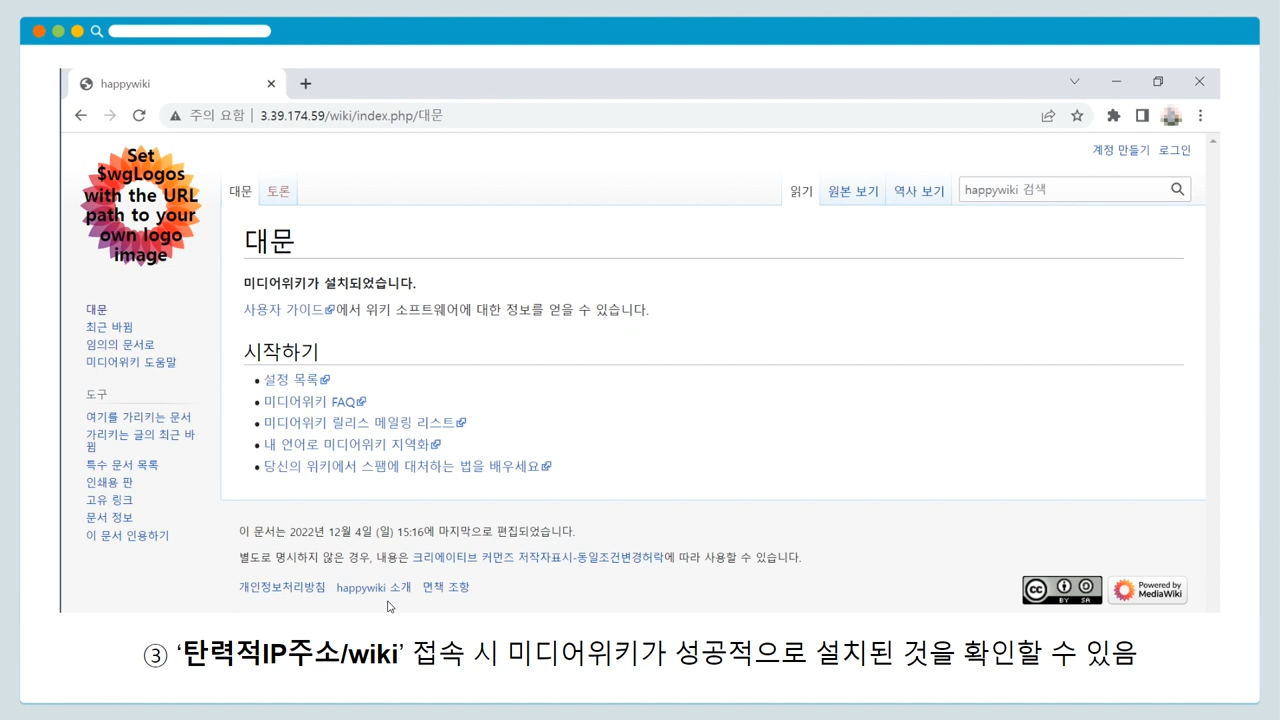 happywiki
주의 요함 | 3.39.174.59/wiki/index.php/대문
Set
$wgLogos
with the URL
path to your
own logo
image
계정 만들기 로그인
대문 토론 읽기 원본 보기 역사 보기 happywiki 검색
대문
미디어위키가 설치되었습니다.
사용자 가이드에서 위키 소프트웨어에 대한 정보를 얻을 수 있습니다.
시작하기
• 설정 목록
• 미디어위키 FAQ
• 미디어위키 릴리스 메일링 리스트
• 내 언어로 미디어위키 지역화
• 당신의 위키에서 스팸에 대처하는 법을 배우세요
대문
최근 바뀜
임의의 문서로
미디어위키 도움말
도구
여기를 가리키는 문서
가리키는 글의 최근 바
뀜
특수 문서 목록
인쇄용 판
고유 링크
문서 정보
이 문서 인용하기
이 문서는 2022년 12월 4일 (일) 15:16에 마지막으로 편집되었습니다.
별도로 명시하지 않은 경우, 내용은 크리에이티브 커먼즈 저작자표시-동일조건변경허락에 따라 사용할 수 있습니다.
개인정보처리방침 happywiki 소개 면책 조항
cc BY SA
Powered by
MediaWiki
③ ‘탄력적IP주소/wiki’ 접속 시 미디어위키가 성공적으로 설치된 것을 확인할 수 있음